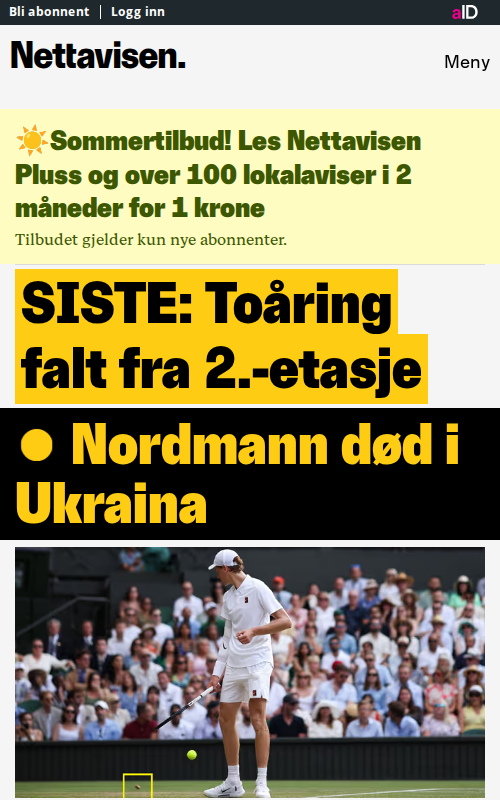 Bli abonnent | Logg inn
aID
Nettavisen.
Meny
☀️Sommertilbud! Les Nettavisen
Pluss og over 100 lokalaviser i 2
måneder for 1 krone
Tilbudet gjelder kun nye abonnenter.
SISTE: Toåring
falt fra 2.-etasje
● Nordmann død i
Ukraina